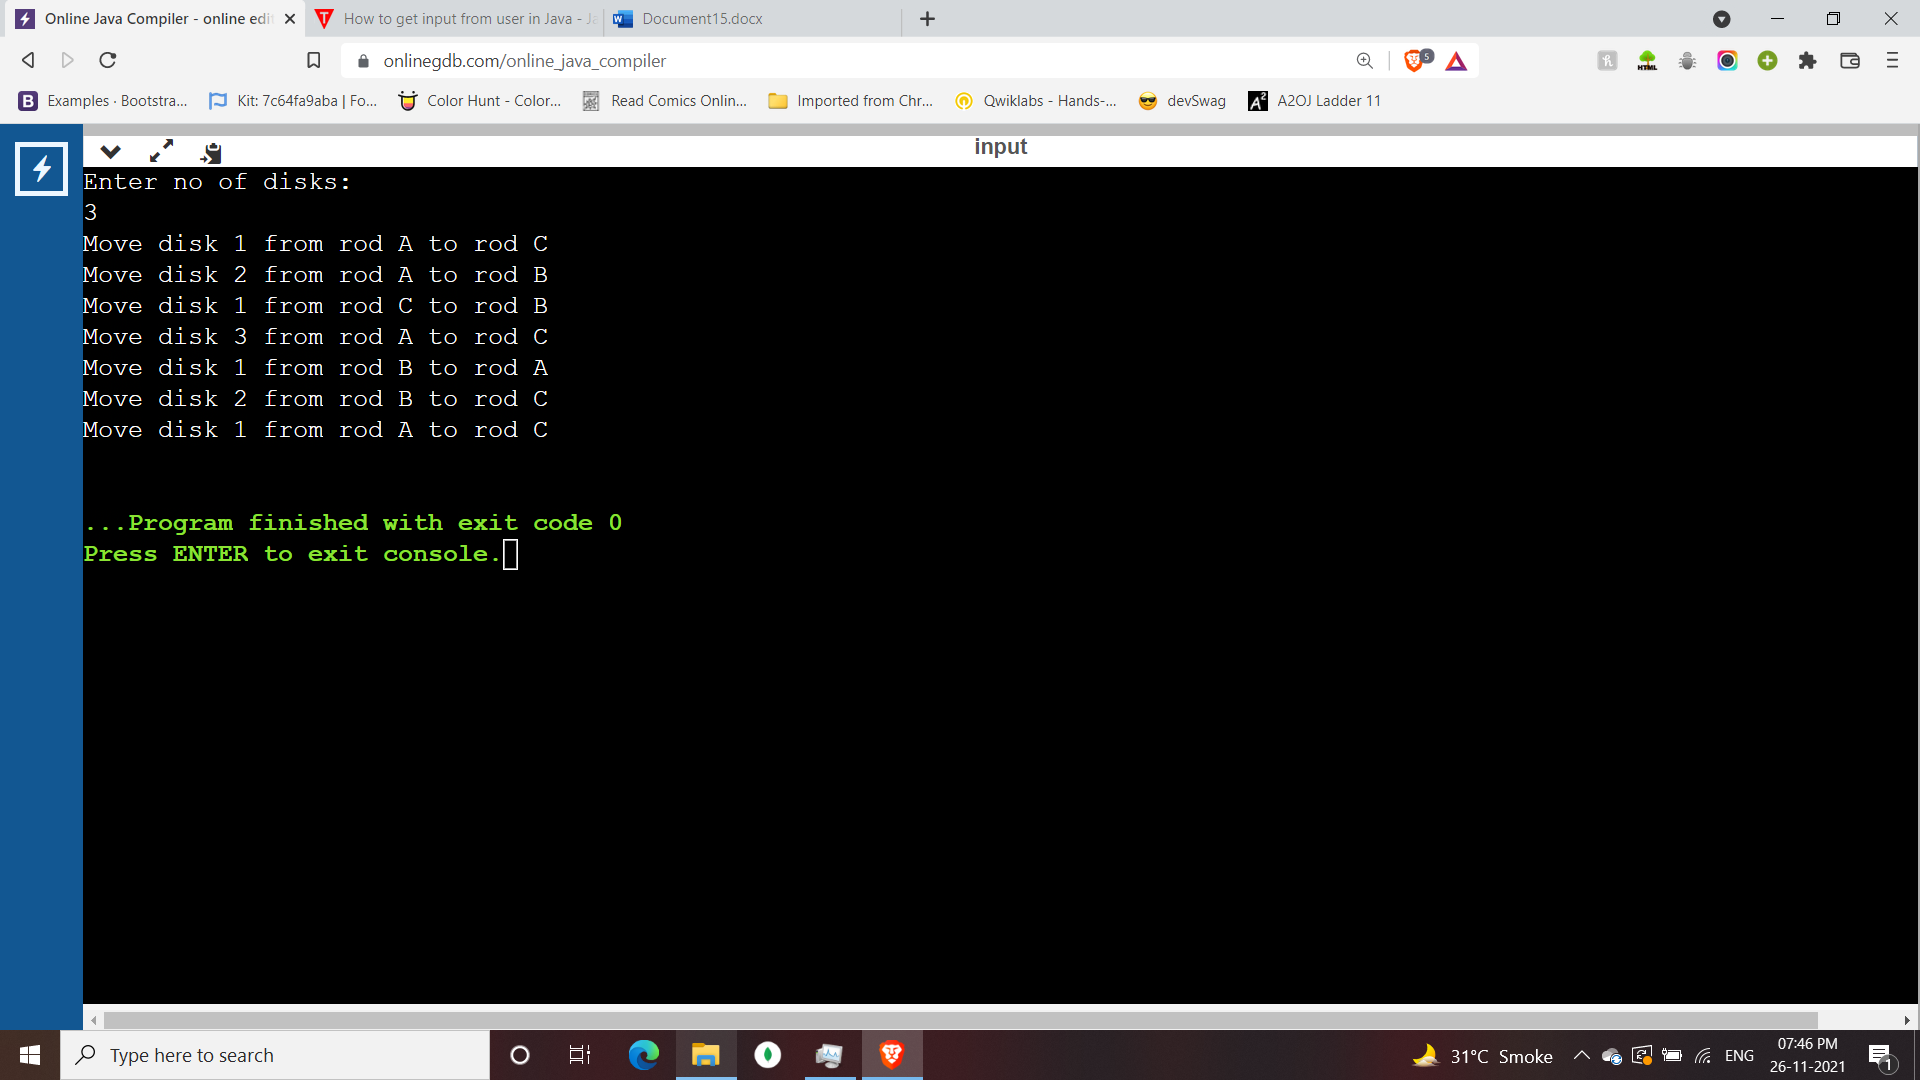 Online Java Compiler - online edi
How to get input from user in Java - Ja
Document15.docx
onlinegdb.com/online_java_compiler
5
Examples · Bootstra...
Kit: 7c64fa9aba | Fo...
Color Hunt - Color...
Read Comics Onlin...
Imported from Chr...
Qwiklabs - Hands-...
devSwag
A2OJ Ladder 11
input
Enter no of disks:
3
Move disk 1 from rod A to rod C
Move disk 2 from rod A to rod B
Move disk 1 from rod C to rod B
Move disk 3 from rod A to rod C
Move disk 1 from rod B to rod A
Move disk 2 from rod B to rod C
Move disk 1 from rod A to rod C
...Program finished with exit code 0
Press ENTER to exit console.
Type here to search
31°C Smoke
ENG
07:46 PM
26-11-2021
1